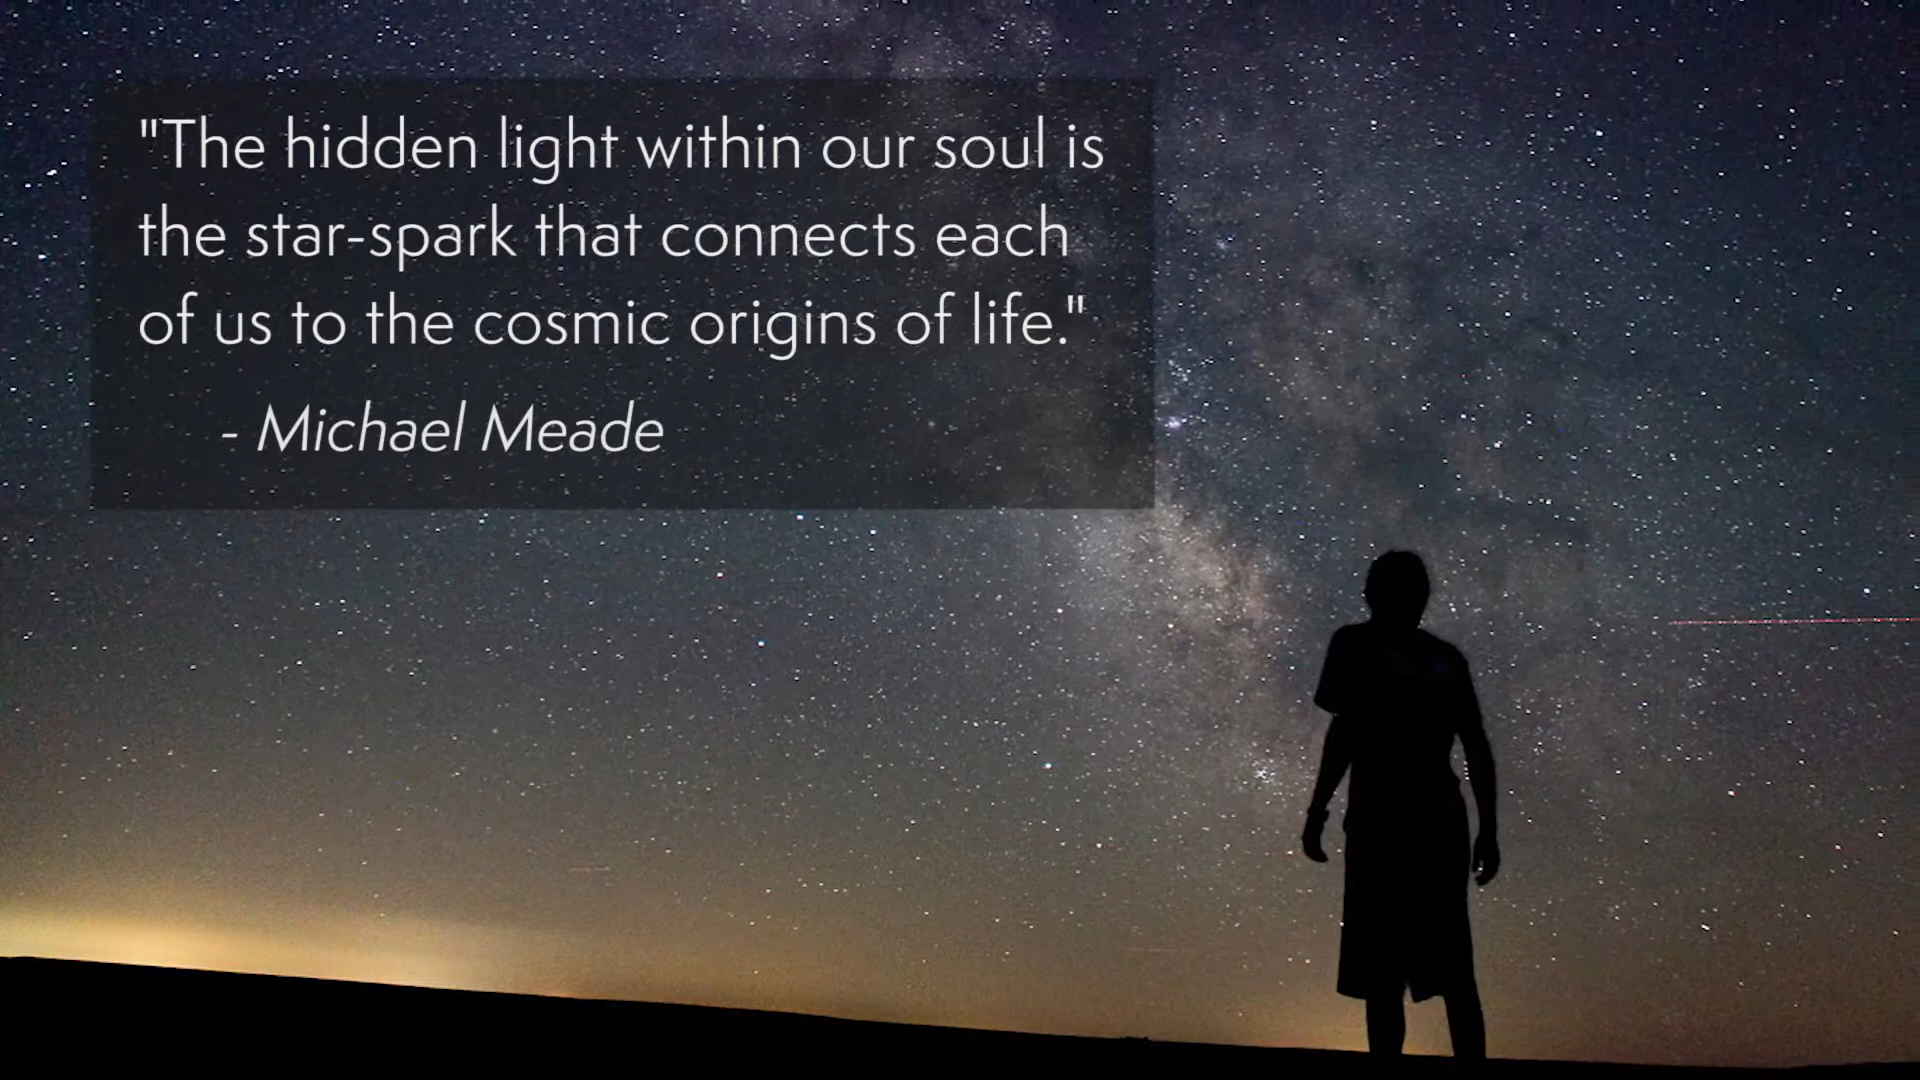 "The hidden light within our soul is
the star-spark that connects each
of us to the cosmic origins of life."
- Michael Meade